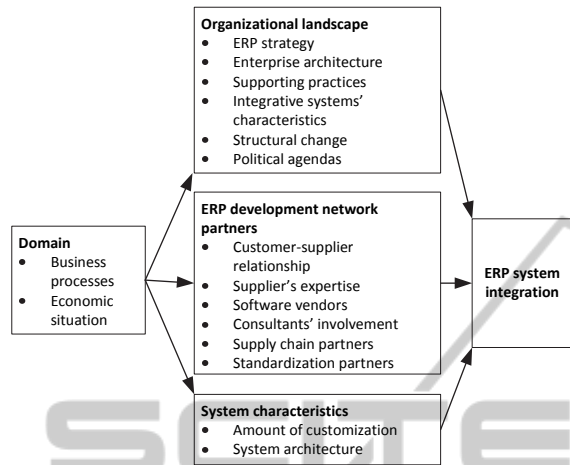 Organizational landscape
• ERP strategy
• Enterprise architecture
• Supporting practices
• Integrative systems’
characteristics
• Structural change
• Political agendas
ERP development network
partners
• Customer-supplier
relationship
• Supplier’s expertise
• Software vendors
• Consultants’ involvement
• Supply chain partners
• Standardization partners
Domain
• Business
processes
• Economic
situation
ERP system
integration
System characteristics
• Amount of customization
• System architecture
SCITE